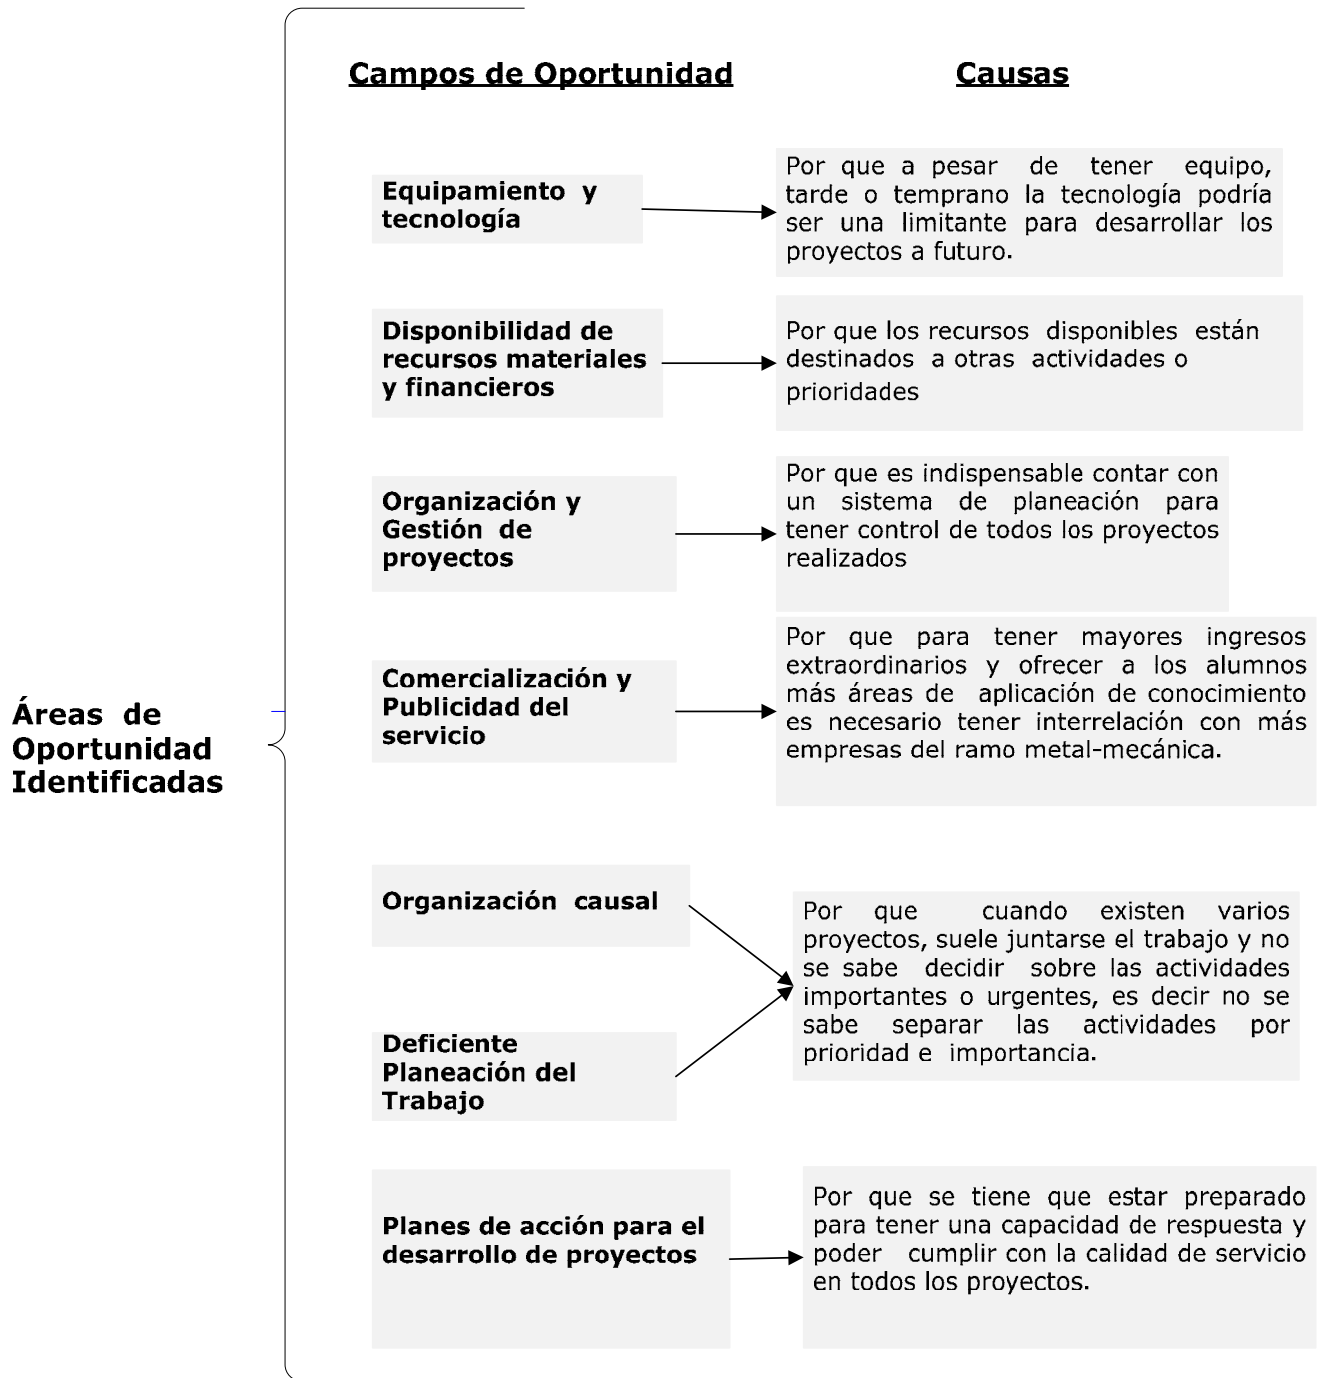 Campos de Oportunidad
Causas
Equipamiento y
tecnología
Por que a pesar de tener equipo,
tarde o temprano la tecnología podría
ser una limitante para desarrollar los
proyectos a futuro.
Disponibilidad de
recursos materiales
y financieros
Por que los recursos disponibles están
destinados a otras actividades o
prioridades
Organización y
Gestión de
proyectos
Por que es indispensable contar con
un sistema de planeación para
tener control de todos los proyectos
realizados
Comercialización y
Publicidad del
servicio
Por que para tener mayores ingresos
extraordinarios y ofrecer a los alumnos
más áreas de aplicación de conocimiento
es necesario tener interrelación con más
empresas del ramo metal-mecánica.
Áreas de
Oportunidad
Identificadas
Organización causal
Deficiente
Planeación del
Trabajo
Por que cuando existen varios
proyectos, suele juntarse el trabajo y no
se sabe decidir sobre las actividades
importantes o urgentes, es decir no se
sabe separar las actividades por
prioridad e importancia.
Planes de acción para el
desarrollo de proyectos
Por que se tiene que estar preparado
para tener una capacidad de respuesta y
poder cumplir con la calidad de servicio
en todos los proyectos.